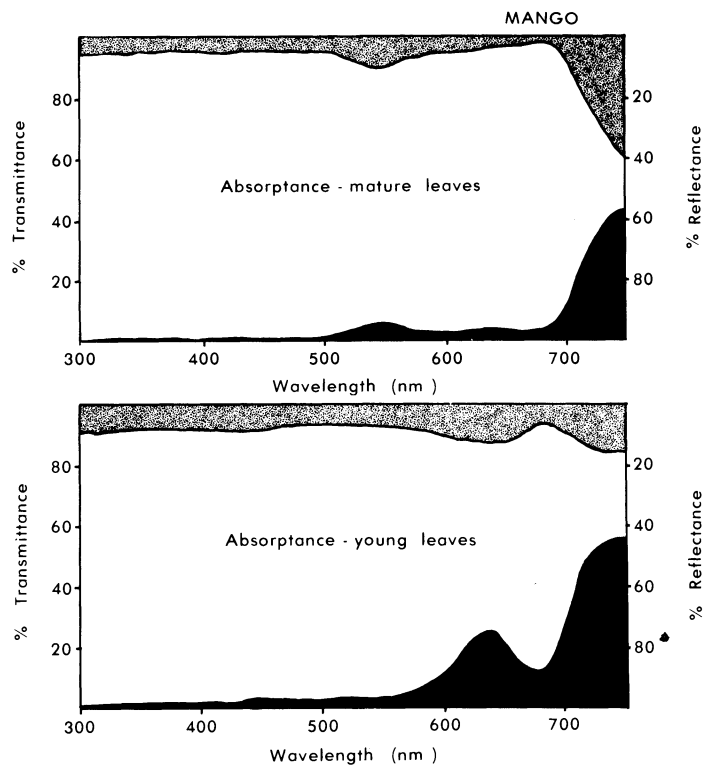 MANGO
% Transmittance
80
60
40
20
% Reflectance
20
40
60
80
Absorptance - mature leaves
300 400 500 600 700
Wavelength (nm )
% Transmittance
80
60
40
20
% Reflectance
20
40
60
80
Absorptance - young leaves
300 400 500 600 700
Wavelength (nm )